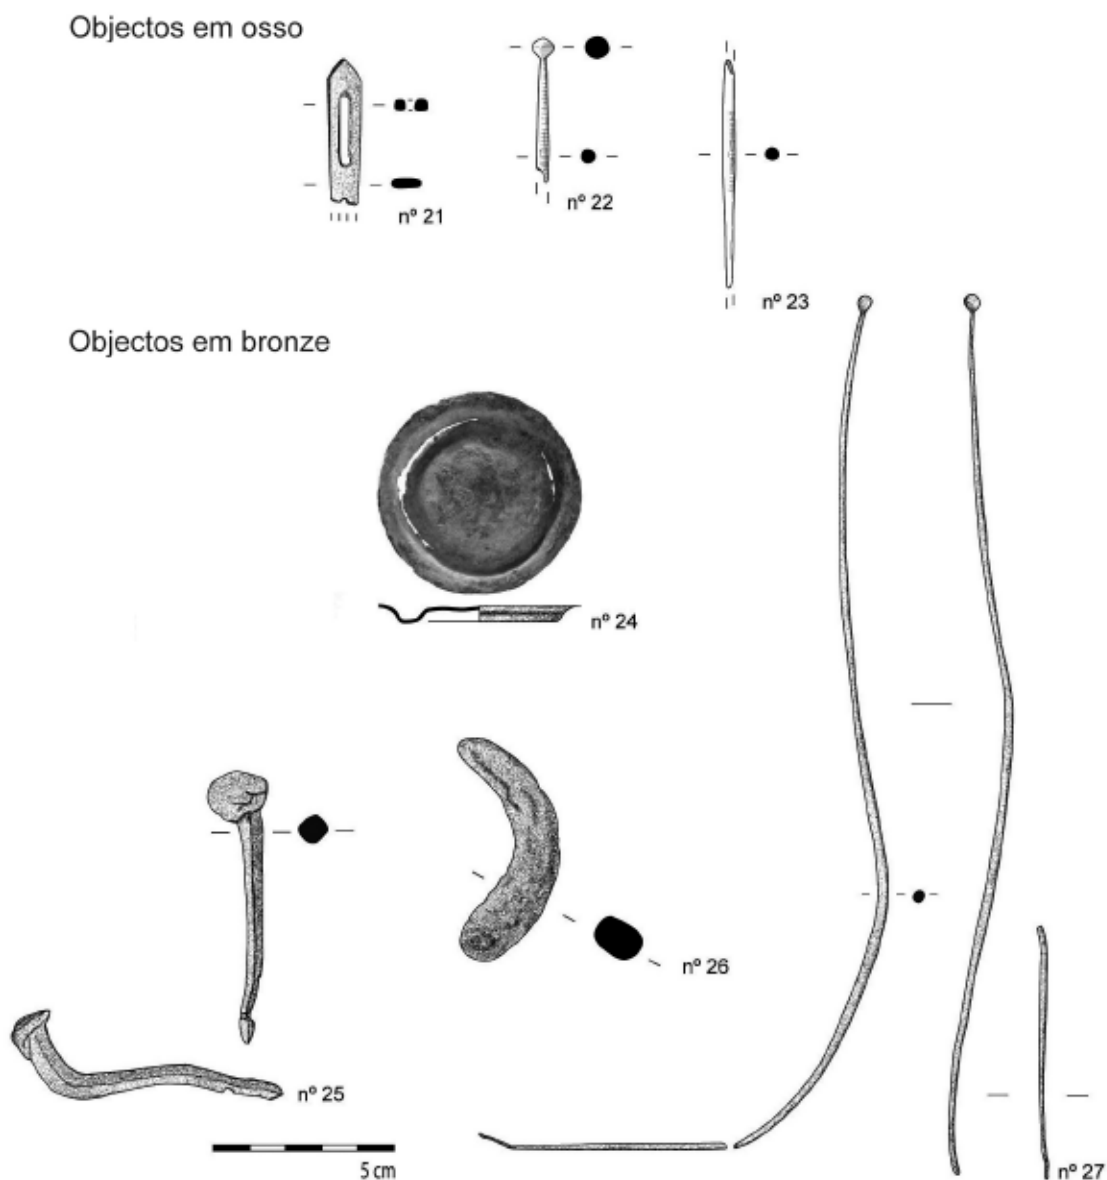 Objectos em osso
nº 21
nº 22
nº 23
Objectos em bronze
nº 24
nº 26
nº 25
5 cm
nº 27